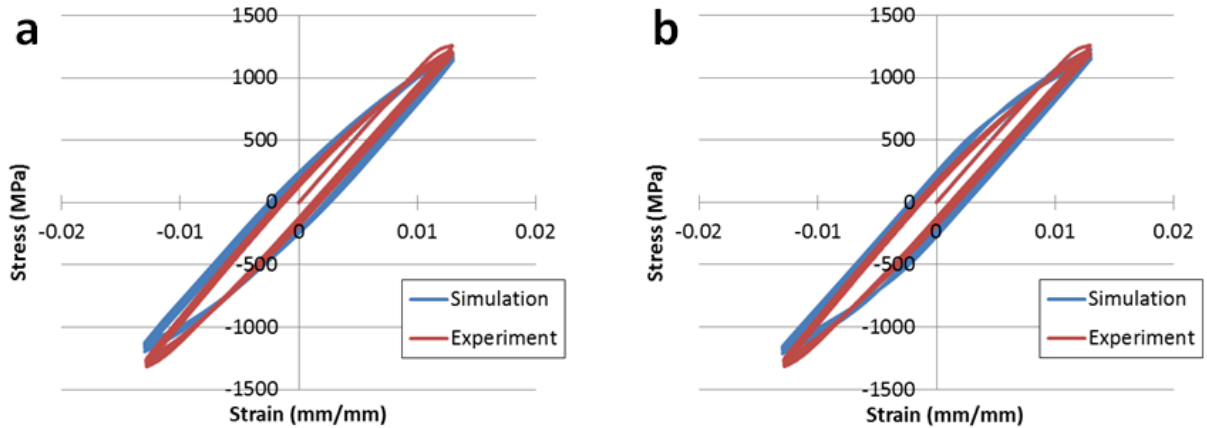 a
1500
1000
500
0
-500
-1000
-1500
-0.02 -0.01 0 0.01 0.02
Stress (MPa)
Strain (mm/mm)
Simulation
Experiment
b
1500
1000
500
0
-500
-1000
-1500
-0.02 -0.01 0 0.01 0.02
Stress (MPa)
Strain (mm/mm)
Simulation
Experiment